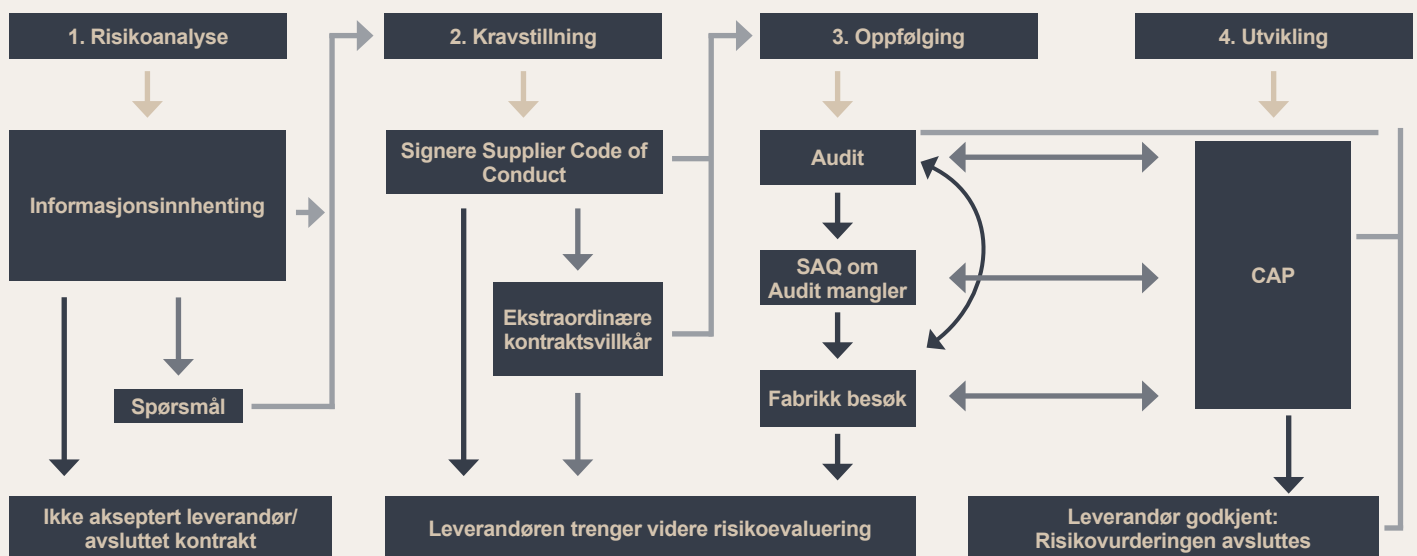 1. Risikoanalyse
2. Kravstillning
3. Oppfølging
4. Utvikling
Informasjonsinnhenting
Spørsmål
Signere Supplier Code of
Conduct
Ekstraordinære
kontraktsvillkår
Audit
SAQ om
Audit mangler
Fabrikk besøk
CAP
Ikke akseptert leverandør/
avsluttet kontrakt
Leverandøren trenger videre risikoevaluering
Leverandør godkjent:
Risikovurderingen avsluttes